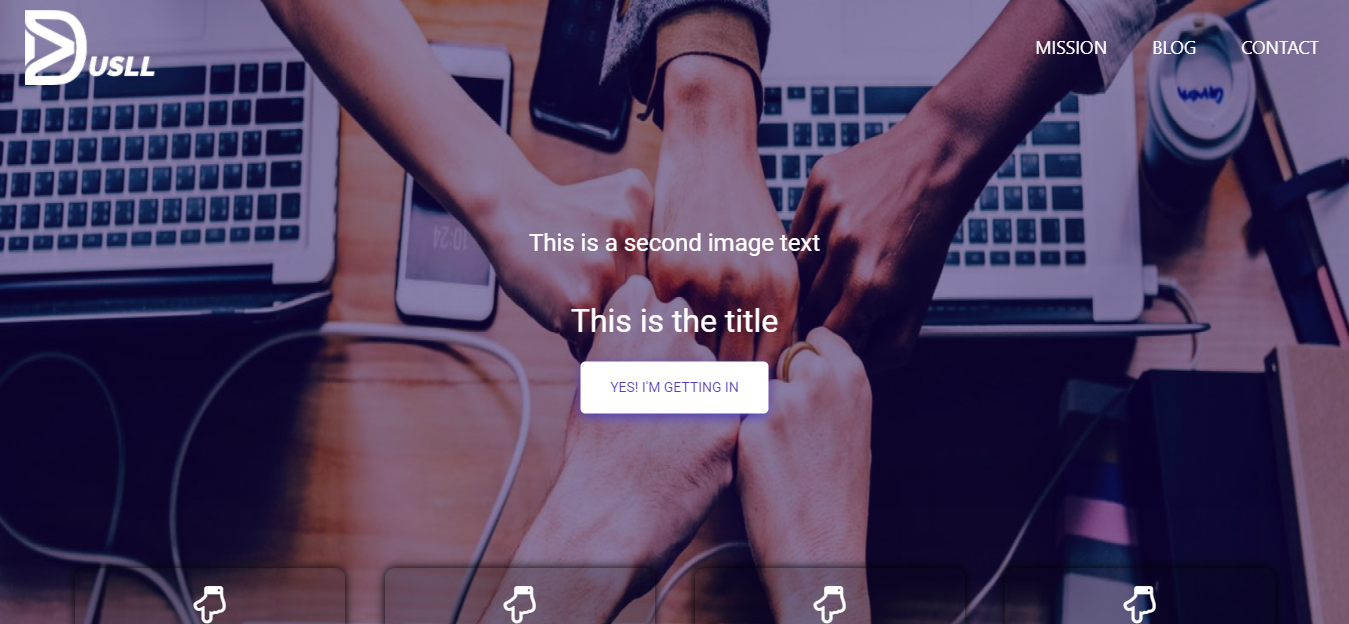 DUSLL
MISSION BLOG CONTACT
This is a second image text
This is the title
YES! I'M GETTING IN